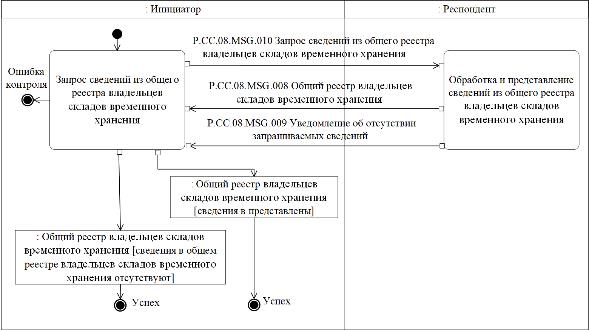 : Инициатор
: Респондент
P.CC.08.MSG.010 Запрос сведений из общего реестра
владельцев складов временного хранения
Ошибка
контроля
Запрос сведений из общего
реестра владельцев
складов временного
хранения
P.CC.08.MSG.008 Общий реестр владельцев
складов временного хранения
Обработка и представление
сведений из общего реестра
владельцев складов
временного хранения
P.CC.08.MSG.009 Уведомление об отсутствии
запрашиваемых сведений
: Общий реестр владельцев
складов временного хранения
[сведения в представлены]
: Общий реестр владельцев складов
временного хранения [сведения в общем
реестре владельцев складов временного
хранения отсутствуют]
Успех
Успех